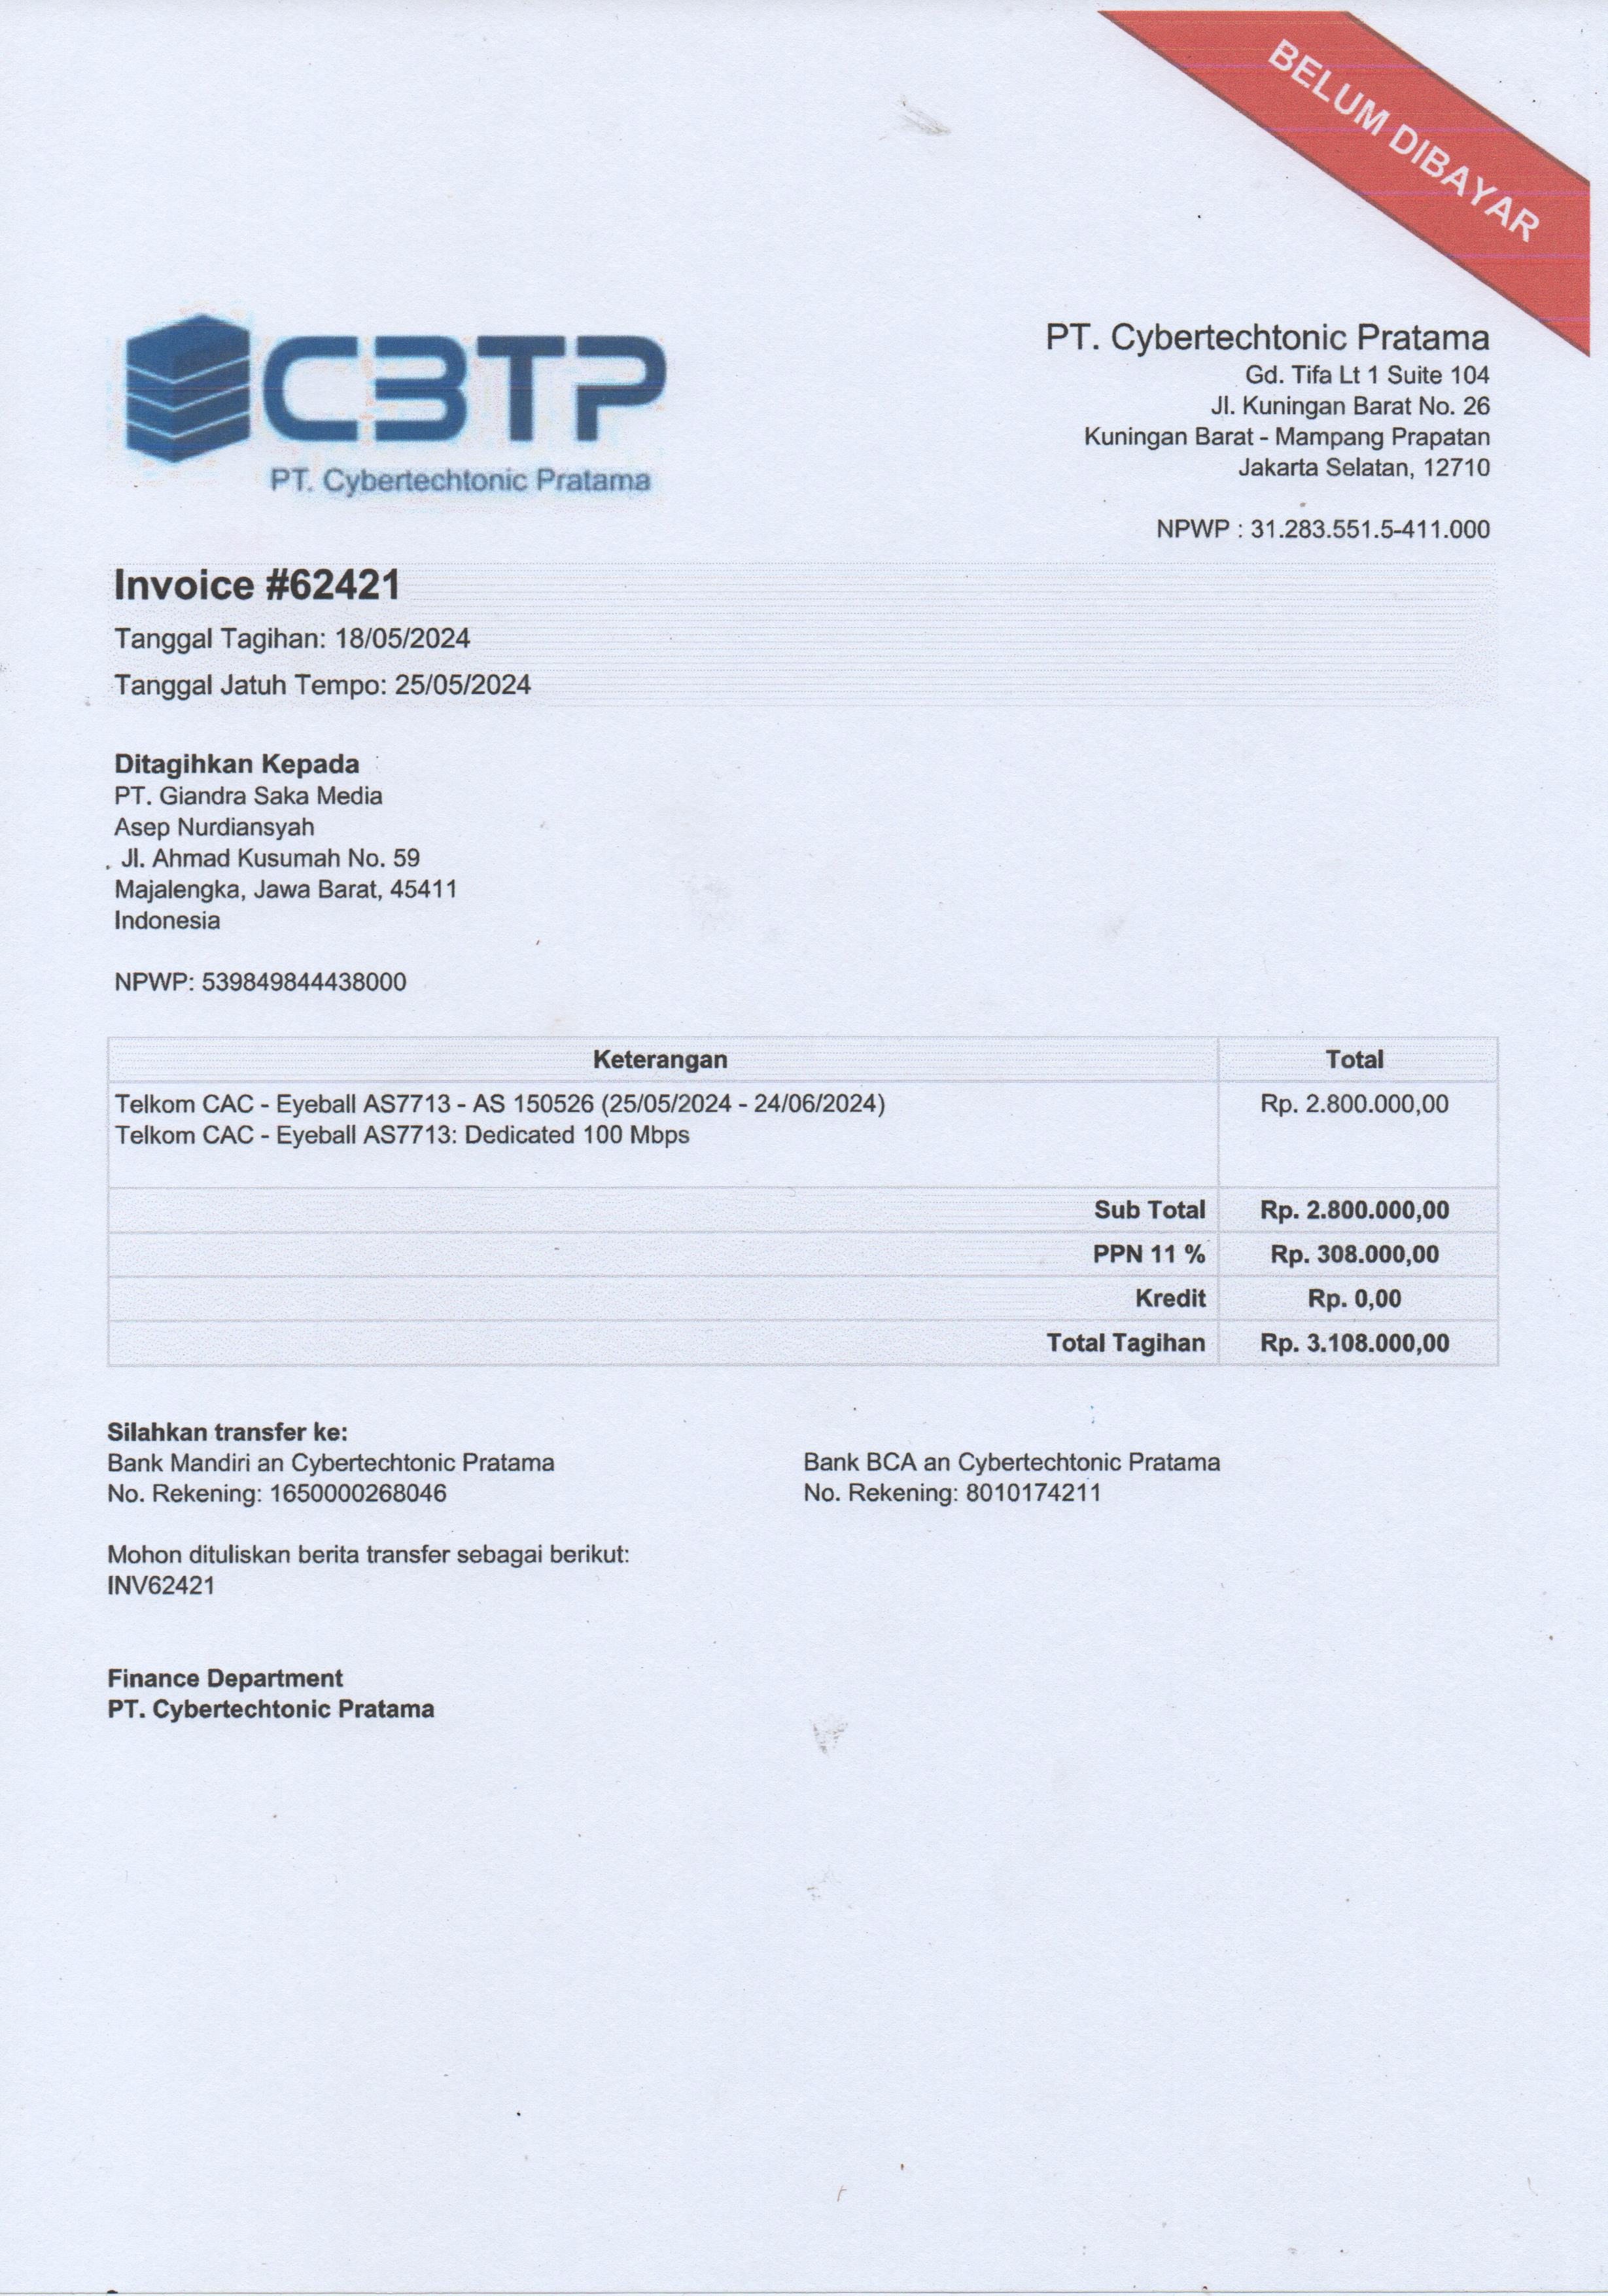 BELUM DIBAYAR
CBTP
PT. Cybertechtonic Pratama
PT. Cybertechtonic Pratama
Gd. Tifa Lt 1 Suite 104
Jl. Kuningan Barat No. 26
Kuningan Barat - Mampang Prapatan
Jakarta Selatan, 12710
NPWP : 31.283.551.5-411.000
Invoice #62421
Tanggal Tagihan: 18/05/2024
Tanggal Jatuh Tempo: 25/05/2024
Ditagihkan Kepada
PT. Giandra Saka Media
Asep Nurdiansyah
Jl. Ahmad Kusumah No. 59
Majalengka, Jawa Barat, 45411
Indonesia
NPWP: 539849844438000
Keterangan Total
Telkom CAC - Eyeball AS7713 - AS 150526 (25/05/2024 - 24/06/2024) Rp. 2.800.000,00
Telkom CAC - Eyeball AS7713: Dedicated 100 Mbps
Sub Total Rp. 2.800.000,00
PPN 11 % Rp. 308.000,00
Kredit Rp. 0,00
Total Tagihan Rp. 3.108.000,00
Silahkan transfer ke:
Bank Mandiri an Cybertechtonic Pratama
No. Rekening: 1650000268046
Bank BCA an Cybertechtonic Pratama
No. Rekening: 8010174211
Mohon dituliskan berita transfer sebagai berikut:
INV62421
Finance Department
PT. Cybertechtonic Pratama